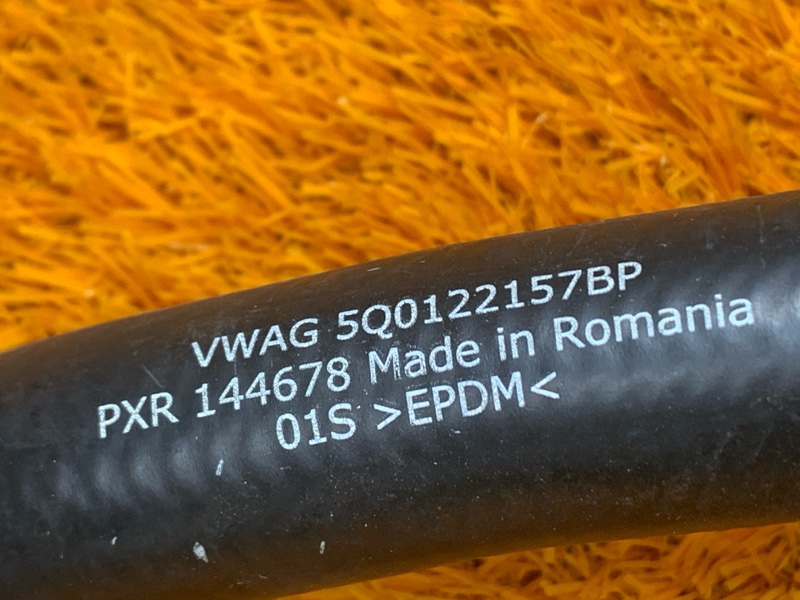 VWAG 5Q0122157BP
PXR 144678 Made in Romania
01S >EPDM<